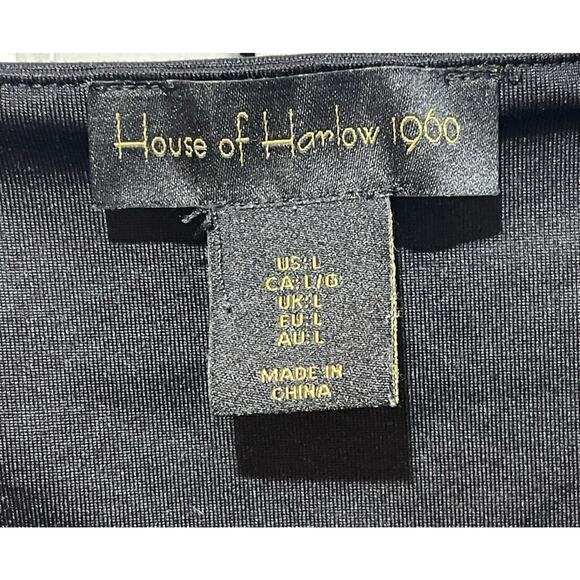 House of Harlow 1960
US: L
CA: L/G
UK: L
EU: L
AU: L
MADE IN
CHINA